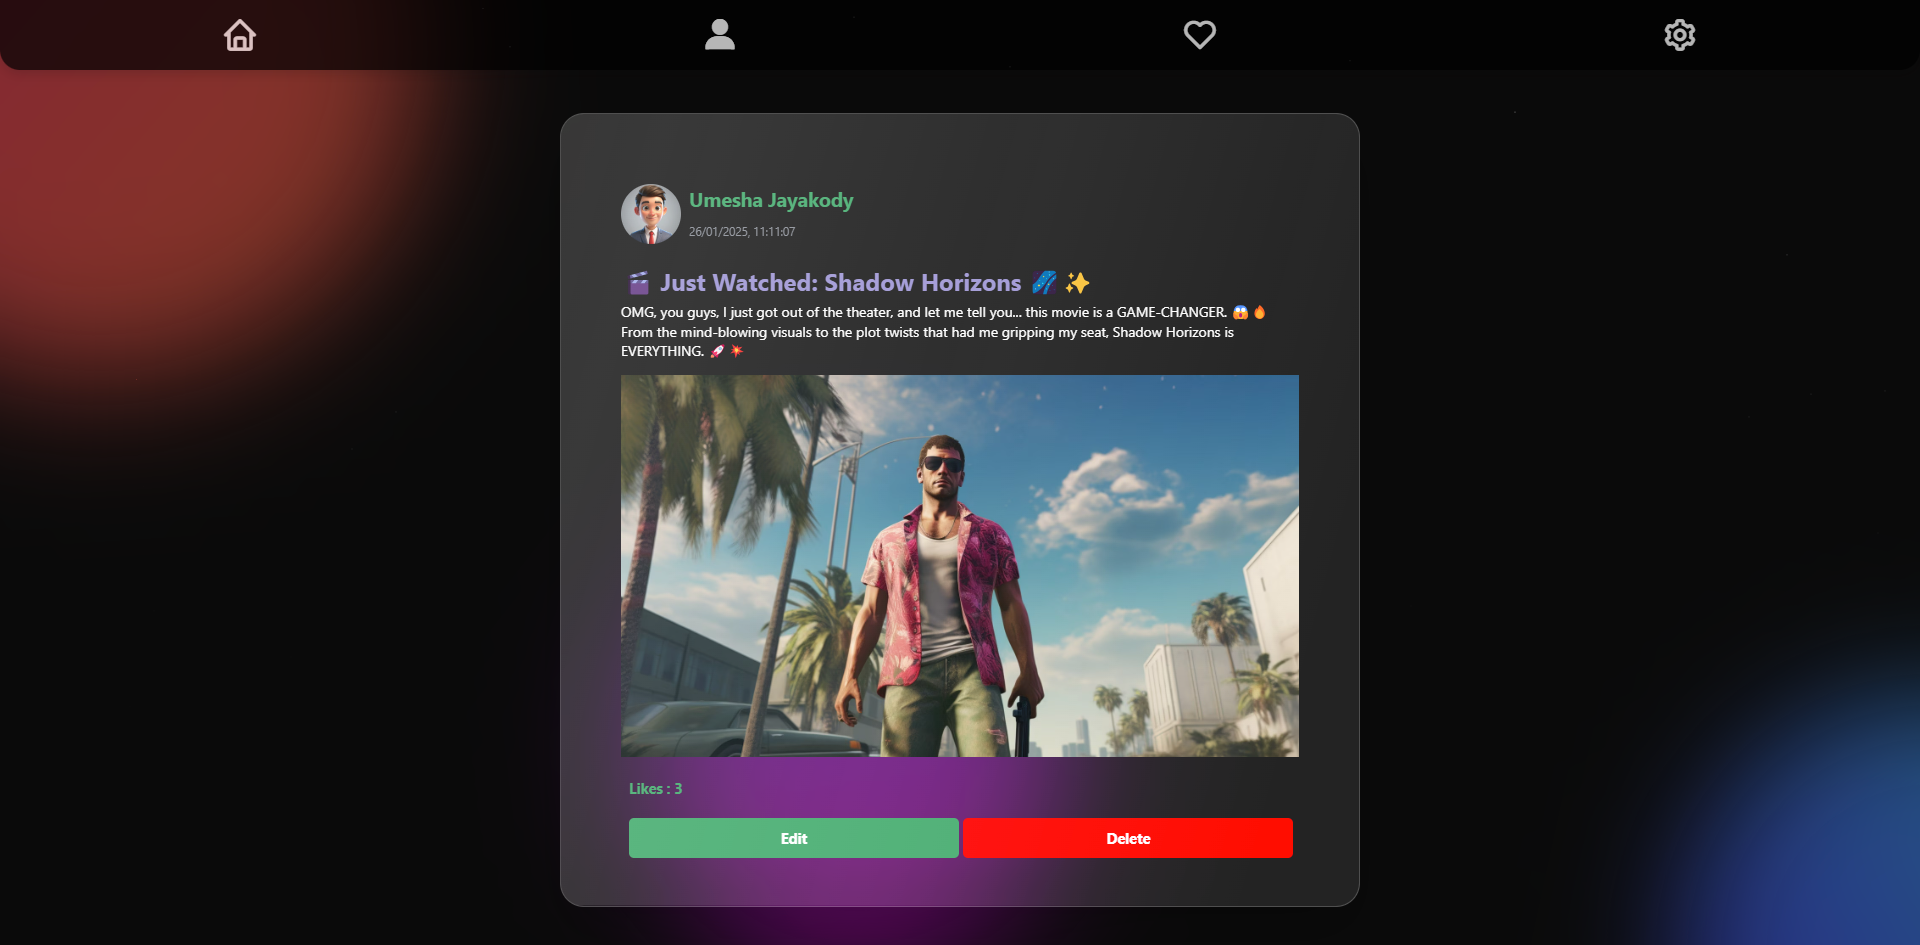 Umesha Jayakody
26/01/2025, 11:11:07
🎬 Just Watched: Shadow Horizons 🌌 ✨
OMG, you guys, I just got out of the theater, and let me tell you... this movie is a GAME-CHANGER. 😱 🔥
From the mind-blowing visuals to the plot twists that had me gripping my seat, Shadow Horizons is
EVERYTHING. 🚀 💥
Likes : 3
Edit
Delete